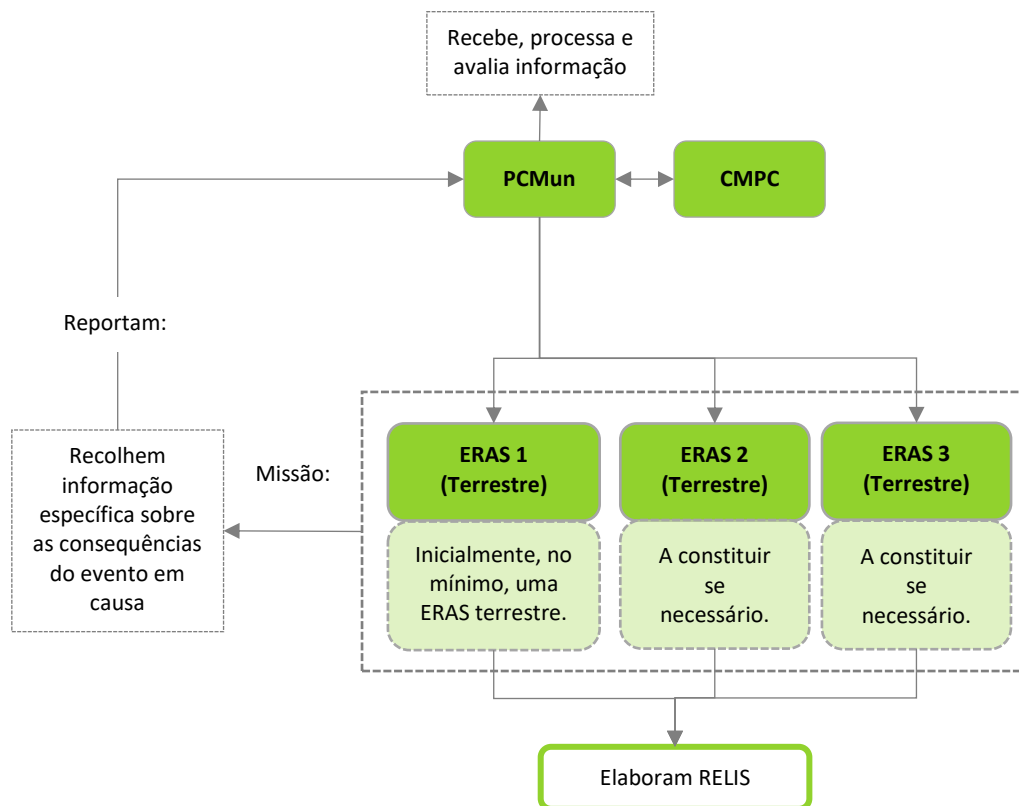 Recebe, processa e
avalia informação
PCMun
CMPC
Reportam:
Recolhem
informação
específica sobre
as consequências
do evento em
causa
Missão:
ERAS 1
(Terrestre)
Inicialmente, no
mínimo, uma
ERAS terrestre.
ERAS 2
(Terrestre)
A constituir
se
necessário.
ERAS 3
(Terrestre)
A constituir
se
necessário.
Elaboram RELIS